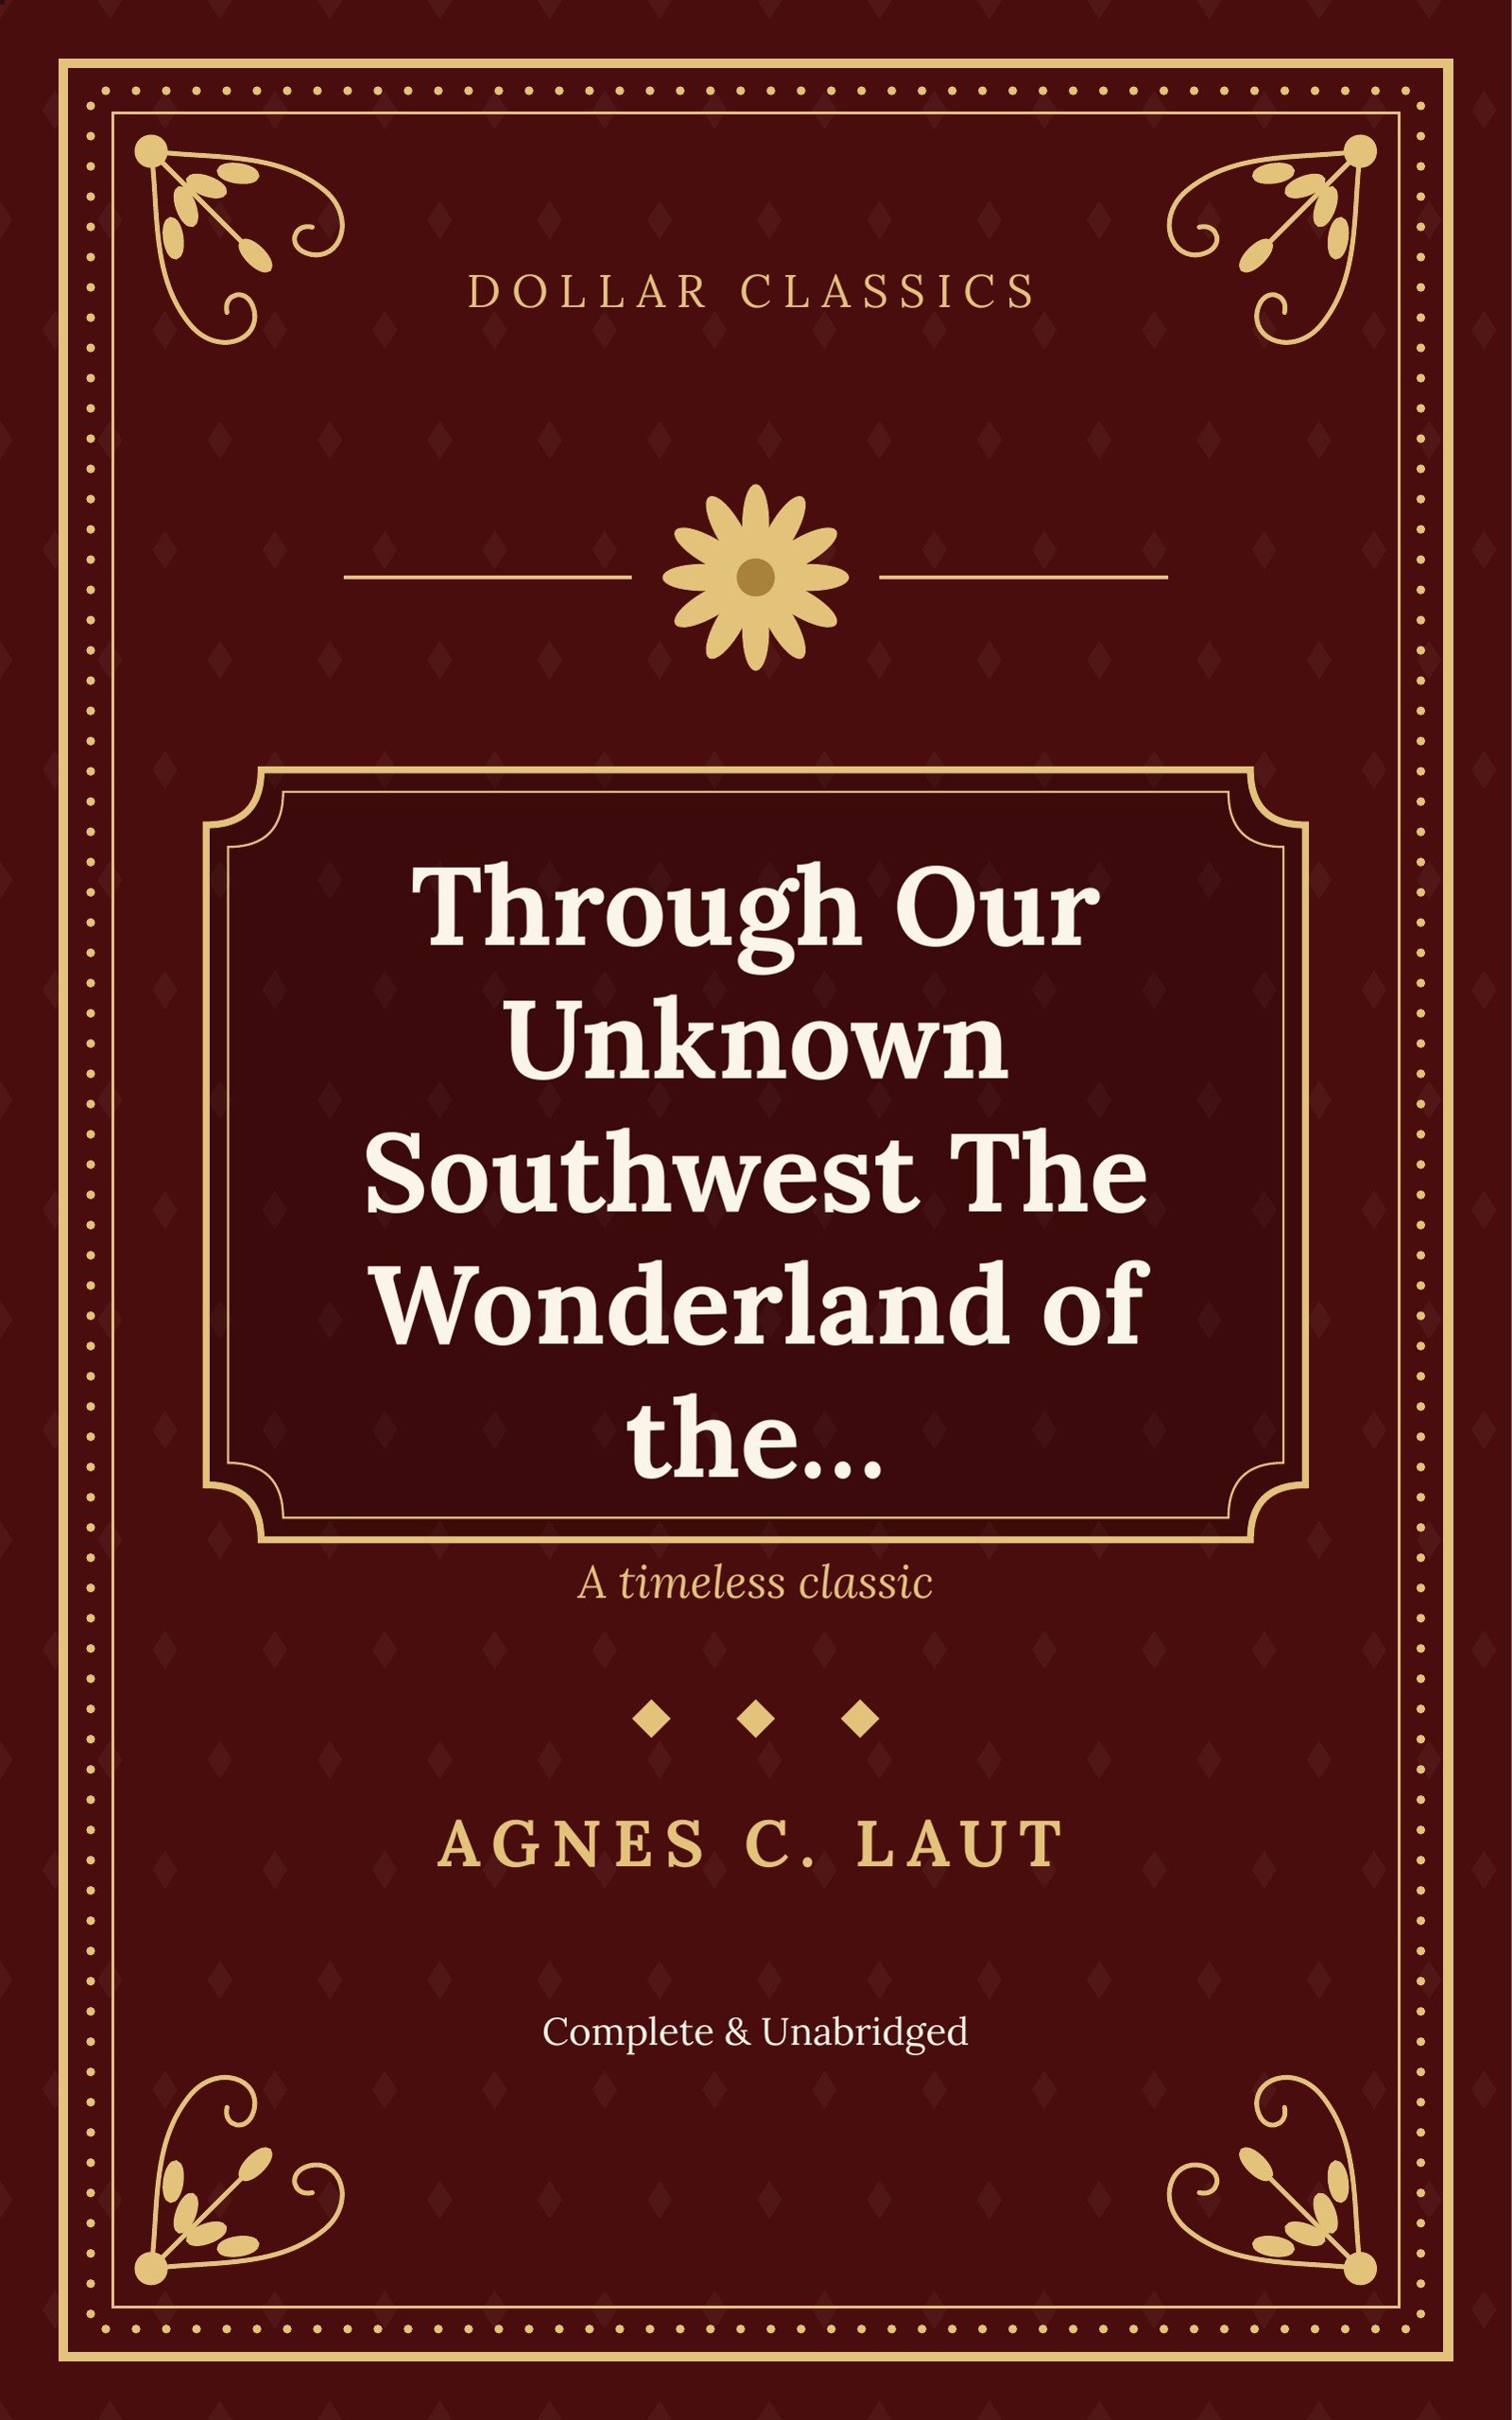 DOLLAR CLASSICS
Through Our
Unknown
Southwest The
Wonderland of
the...
A timeless classic
AGNES C. LAUT
Complete & Unabridged